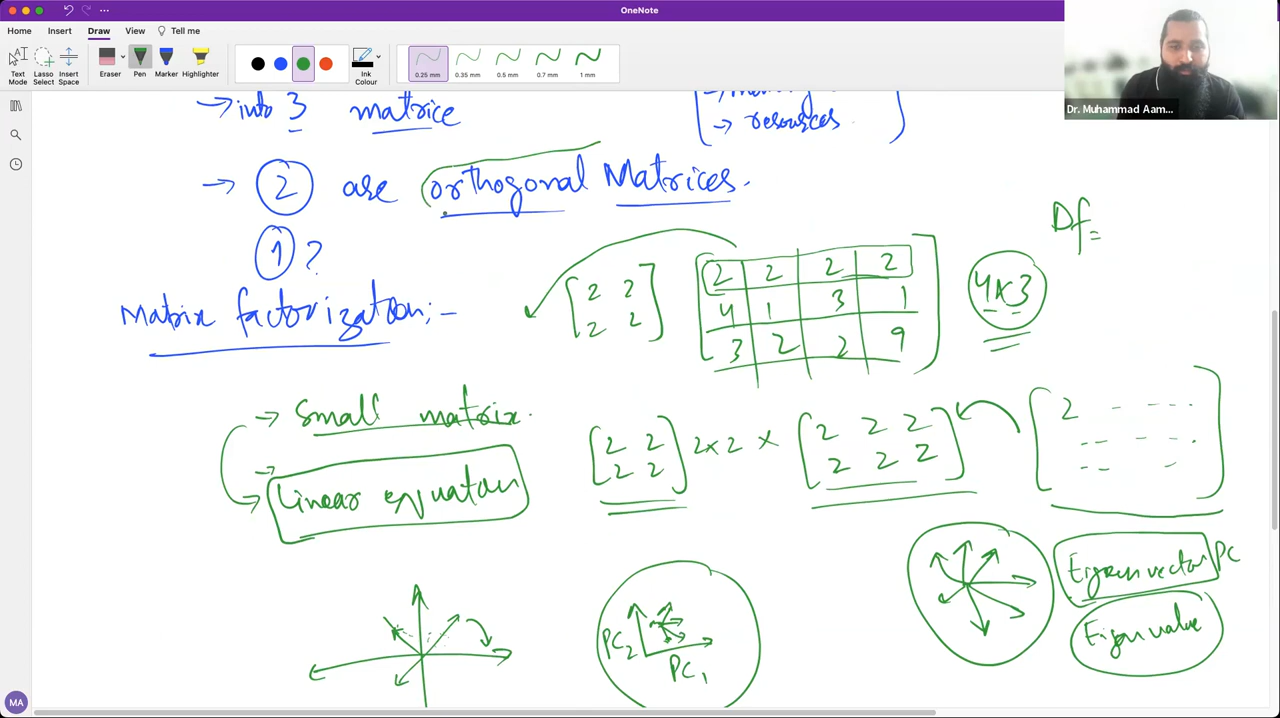 OneNote
Home Insert Draw View Tell me
Text Mode
Lasso Select
Insert Space
Eraser
Pen
Marker
Highlighter
Ink Colour
0.25 mm
0.35 mm
0.5 mm
0.7 mm
1 mm
Dr. Muhammad Aam...
→ into 3 matrice
→ resources
→ 2 are orthogonal Matrices.
1 ?
Df =
Matrix factorization:-
2 2
2 2
2 2 2 2
4 1 3 1
3 2 2 9
4x3
→ Small matrix.
→ Linear equaton
2 2
2 2
2x2 x
2 2 2
2 2 2
2 - - - -
Eigen vector PC
Eigen value
PC2
PC1
MA